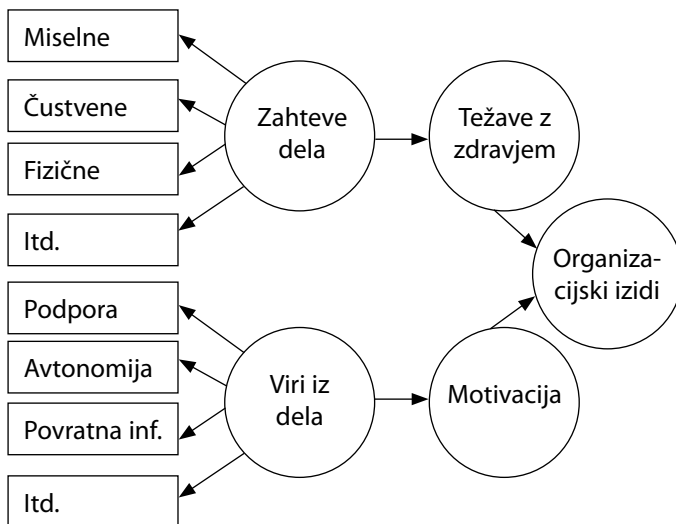 Miselne
Čustvene
Fizične
Itd.
Podpora
Avtonomija
Povratna inf.
Itd.
Zahteve
dela
Viri iz
dela
Težave z
zdravjem
Motivacija
Organiza-
cijski izidi